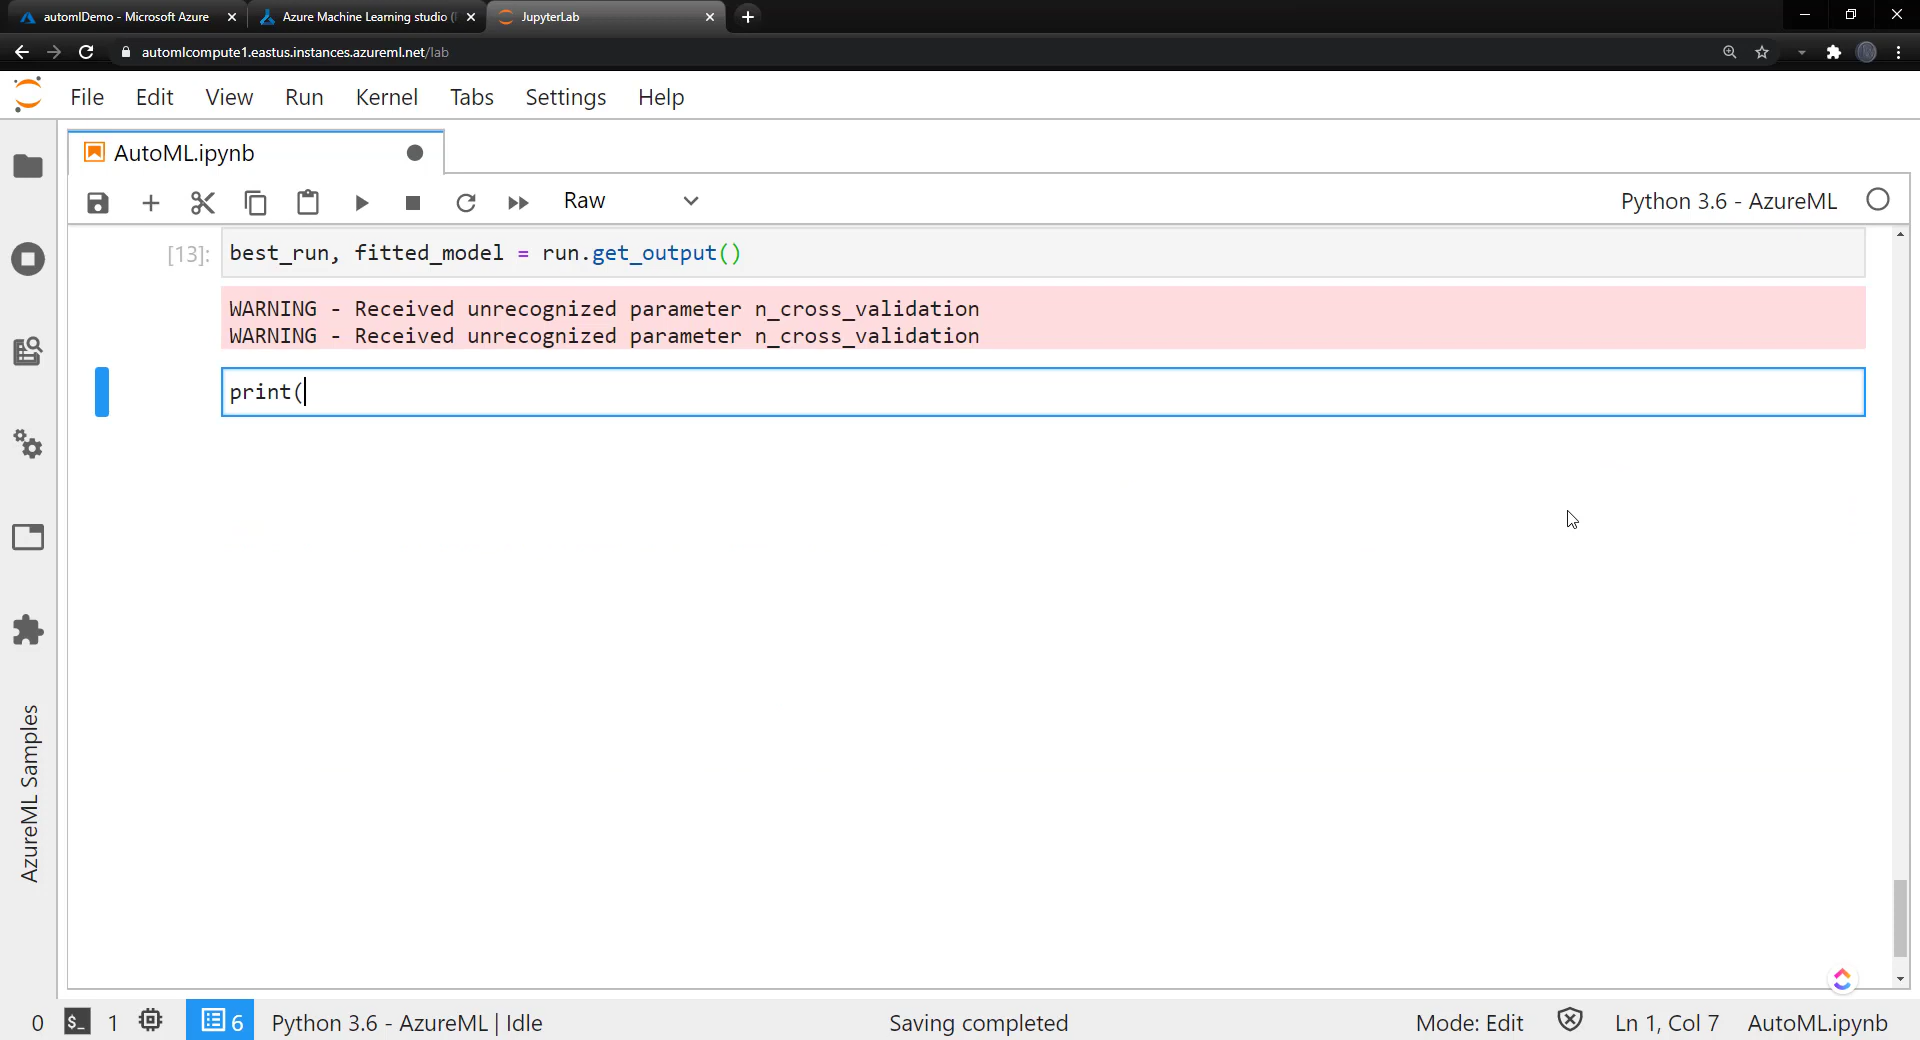 automlDemo - Microsoft Azure
Azure Machine Learning studio (
JupyterLab
automlcompute1.eastus.instances.azureml.net/lab
File Edit View Run Kernel Tabs Settings Help
AutoML.ipynb
Raw
Python 3.6 - AzureML
[13]: best_run, fitted_model = run.get_output()
WARNING - Received unrecognized parameter n_cross_validation
WARNING - Received unrecognized parameter n_cross_validation
print(
AzureML Samples
0 $_ 1 6 Python 3.6 - AzureML | Idle Saving completed Mode: Edit Ln 1, Col 7 AutoML.ipynb